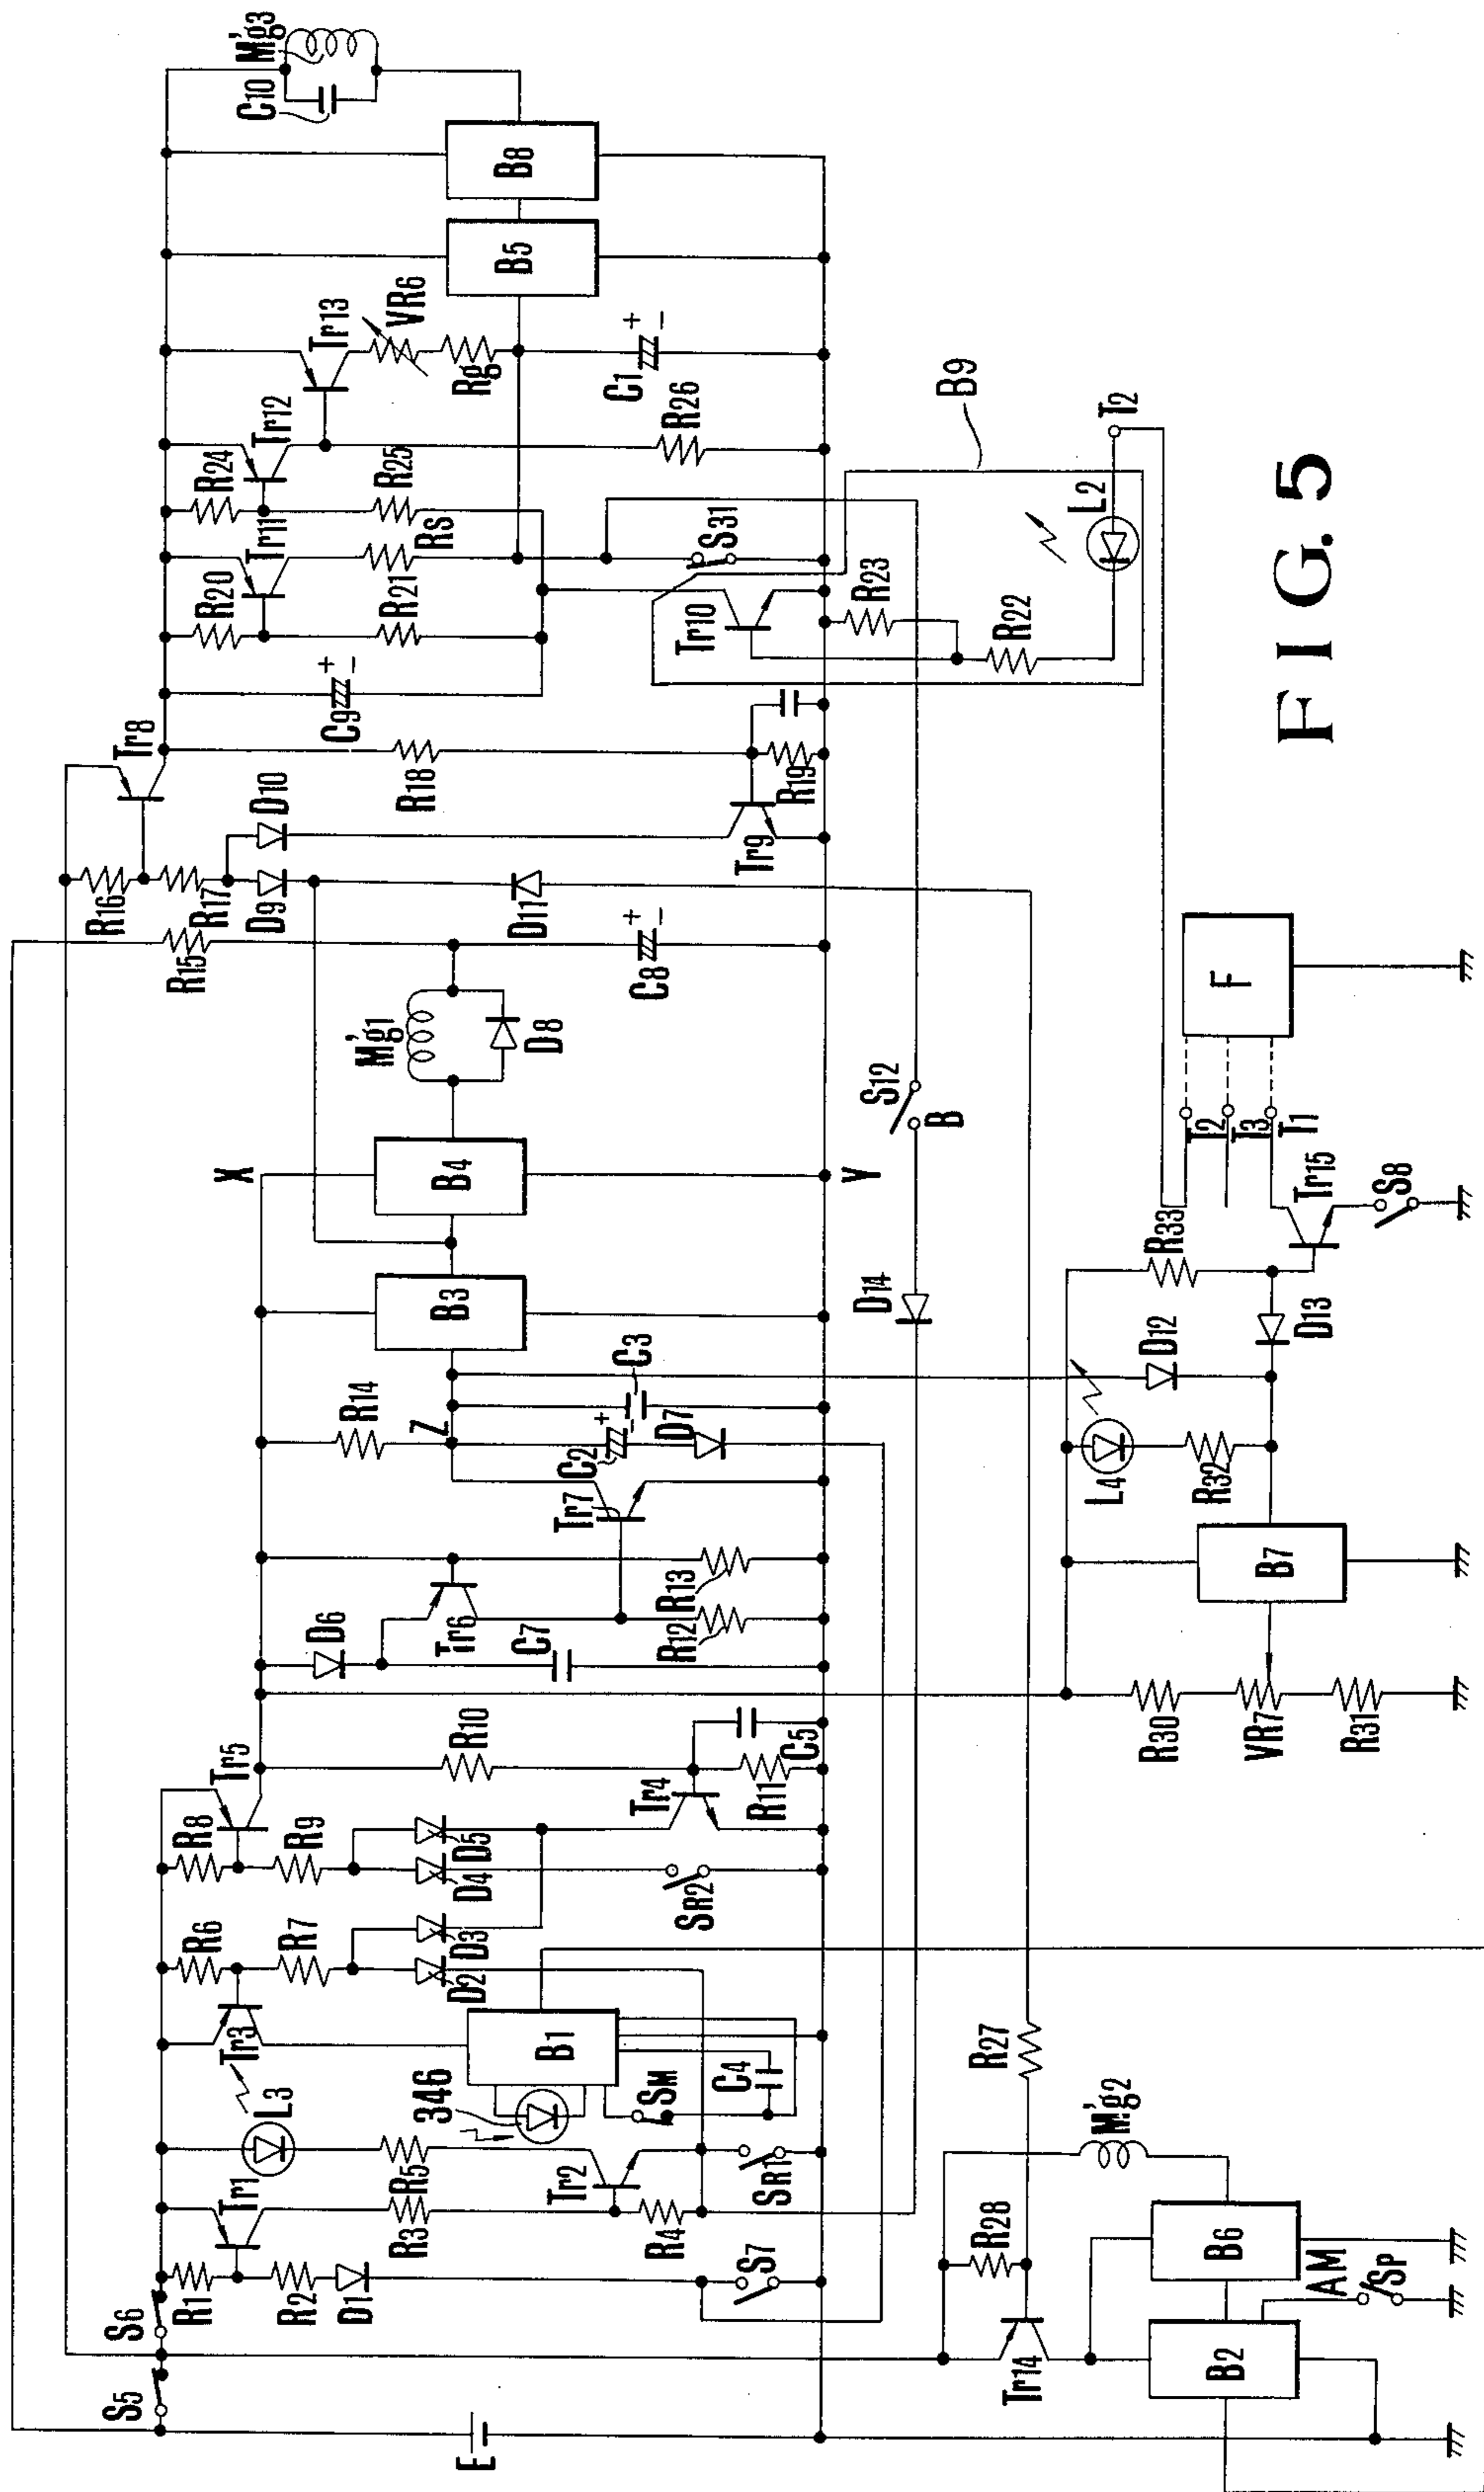 S5
S6
E
R1
R2
D1
S7
Tr1
R3
R4
L3
R5
Tr2
SR1
346
SM
C4
B1
Tr3
R6
R7
D2
D3
R8
R9
D4
D5
SR2
Tr5
R10
Tr4
R11
C5
D6
C7
Tr6
R12
R13
Tr7
R14
Z
C2
+
−
D7
C3
B3
X
B4
Y
M'g1
D8
R15
C8
+
−
R16
R17
D9
D10
D11
Tr8
R18
Tr9
R19
C9
+
−
R20
R21
Tr11
RS
R24
R25
Tr12
R26
Tr13
VR6
Rg
C1
+
−
B5
B8
C10
M'g3
S31
Tr10
R23
R22
L2
T2
B9
S12
B
D14
R27
R28
Tr14
M'g2
B2
B6
AM
SP
R30
VR7
R31
B7
L4
R32
D12
D13
R33
Tr15
S8
T2
T3
T1
F
FIG. 5